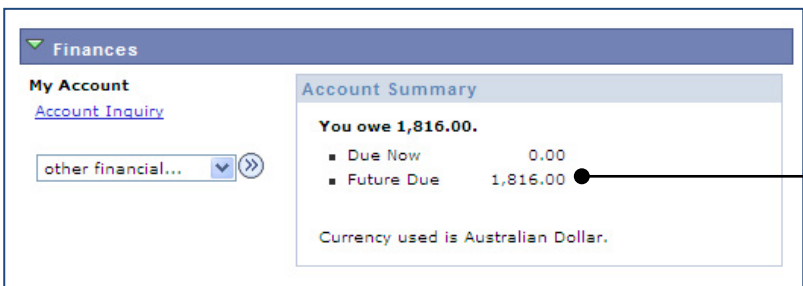 Finances
My Account
Account Inquiry
other financial...
Account Summary
You owe 1,816.00.
Due Now 0.00
Future Due 1,816.00
Currency used is Australian Dollar.